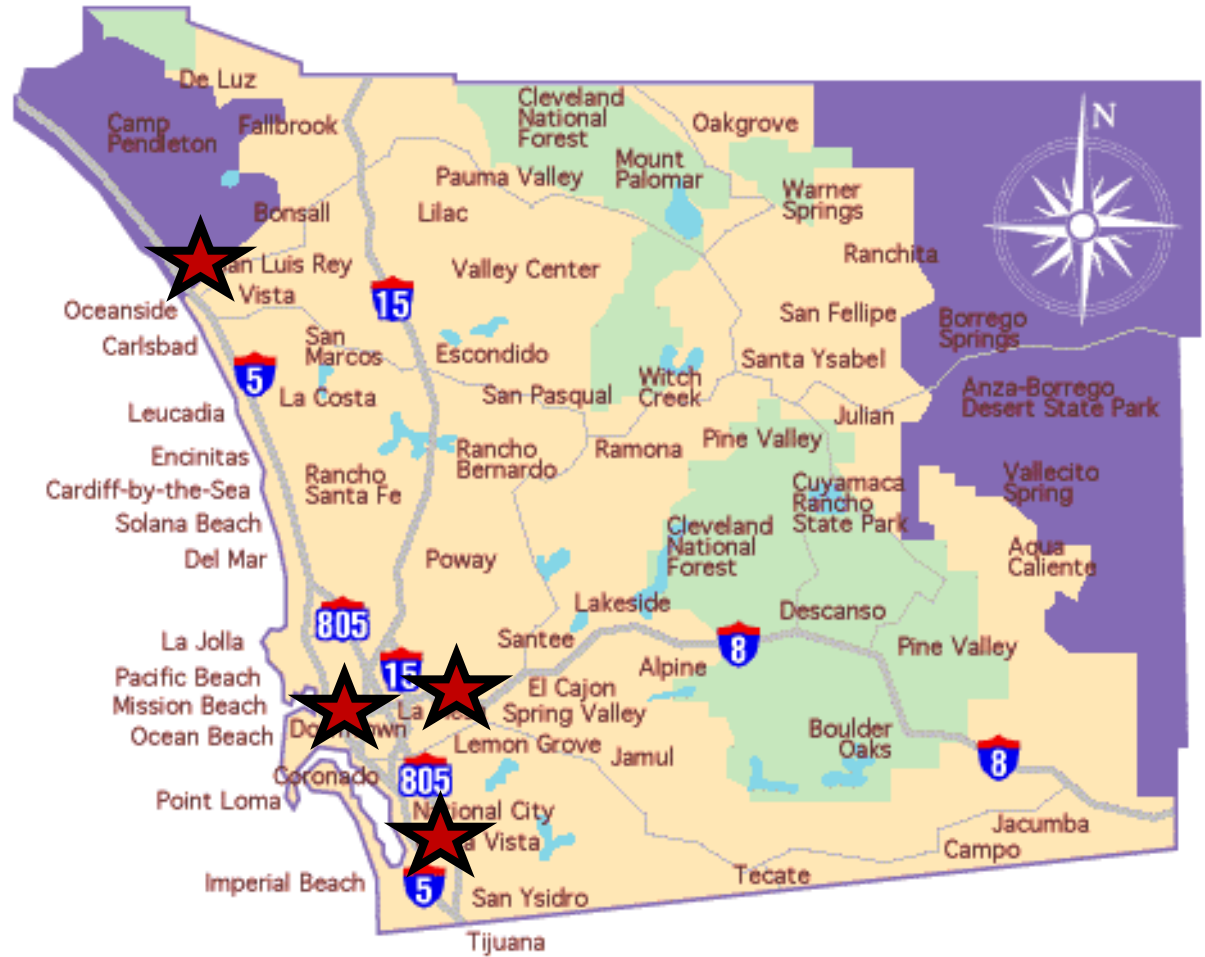 De Luz
Camp
Pendleton
Fallbrook
Cleveland
National
Forest
Oakgrove
N
Mount
Palomar
Pauma Valley
Warner
Springs
Bonsall
Lilac
Ranchita
Luis Rey
Valley Center
Vista
15
Oceanside
San Fellipe
Borrego
Springs
Carlsbad
San
Marcos
Escondido
Santa Ysabel
5
La Costa
San Pasqual
Witch
Creek
Anza-Borrego
Desert State Park
Leucadia
Julian
Encinitas
Rancho
Bernardo
Ramona
Pine Valley
Cardiff-by-the-Sea
Rancho
Santa Fe
Cuyamaca
Rancho
State Park
Vallecito
Spring
Solana Beach
Cleveland
National
Forest
Del Mar
Poway
Aqua
Caliente
805
Lakeside
Descanso
La Jolla
Santee
8
Pine Valley
Pacific Beach
15
Alpine
Mission Beach
El Cajon
La
Spring Valley
Ocean Beach
Lemon Grove
Jamul
Boulder
Oaks
Coronado
805
8
Point Loma
City
Vista
Jacumba
Campo
Imperial Beach
5
San Ysidro
Tecate
Tijuana